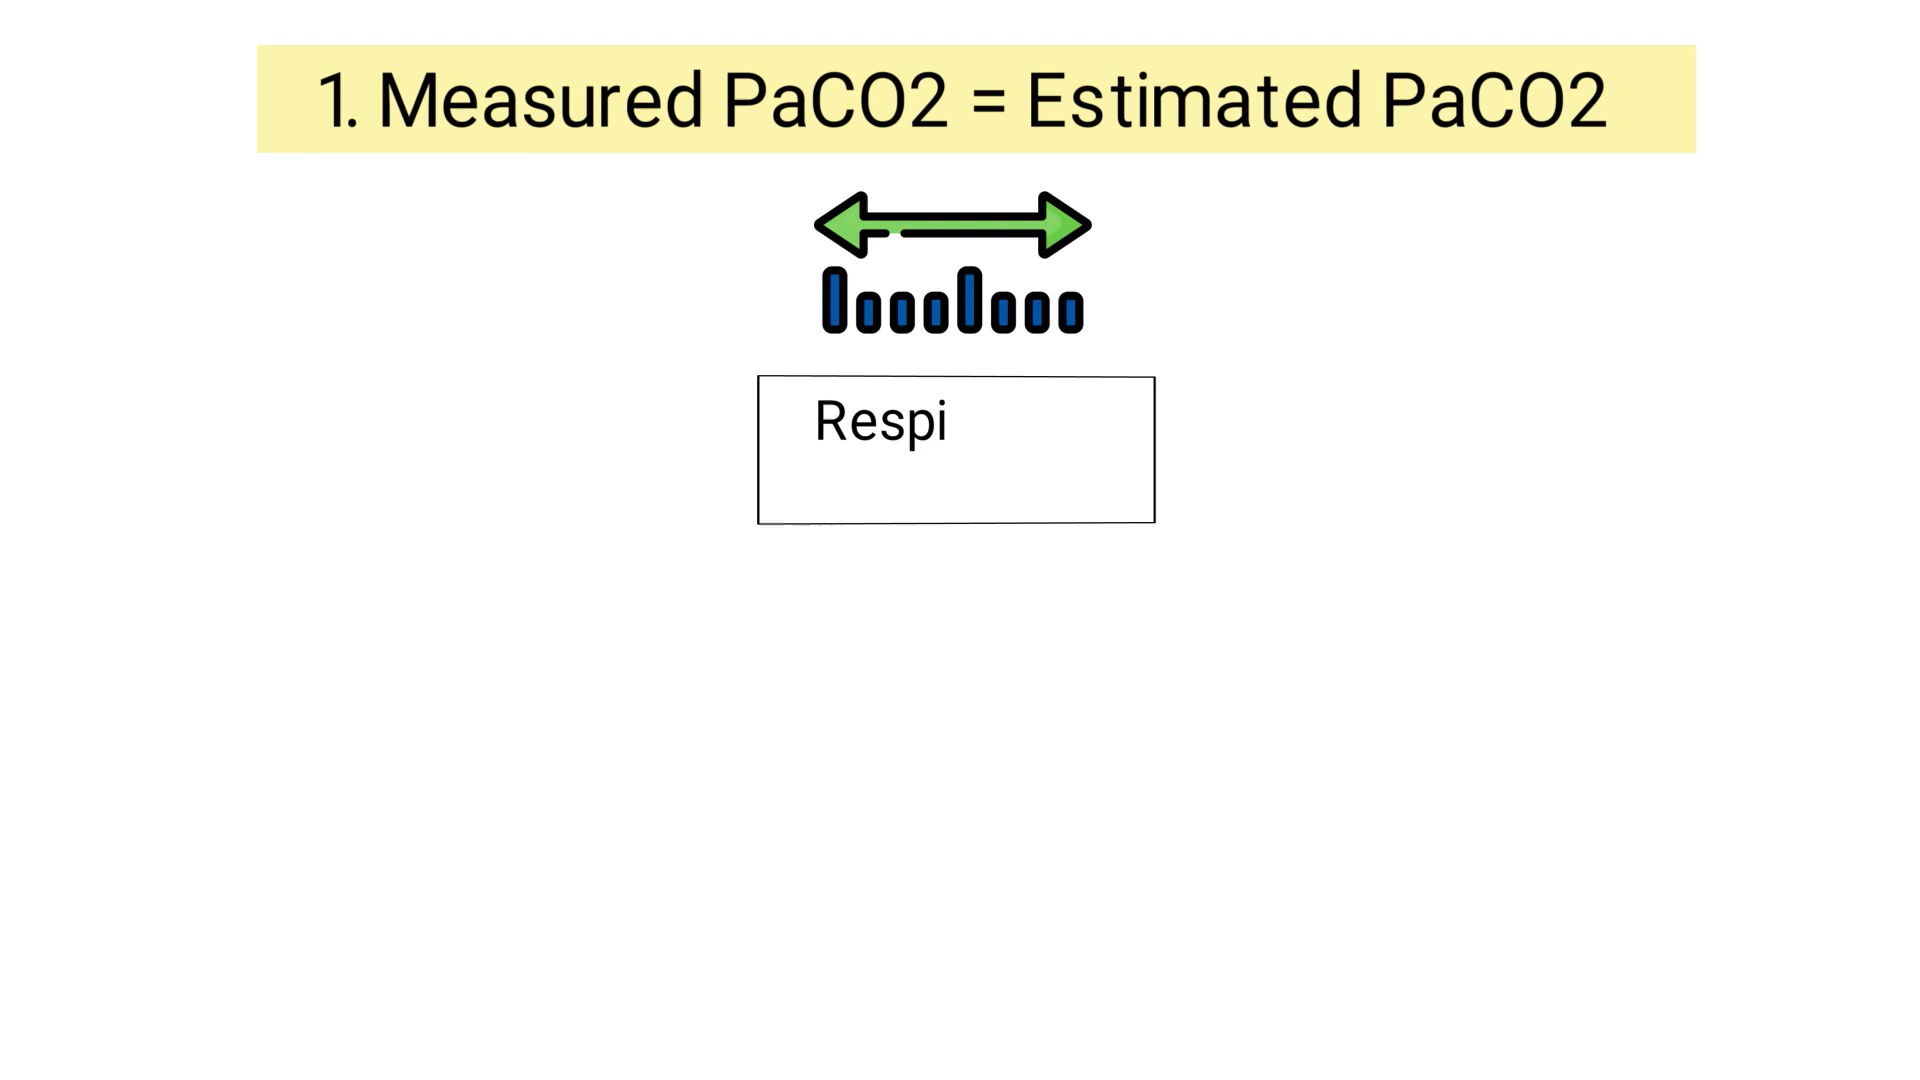 1. Measured PaCO2 = Estimated PaCO2
Respi